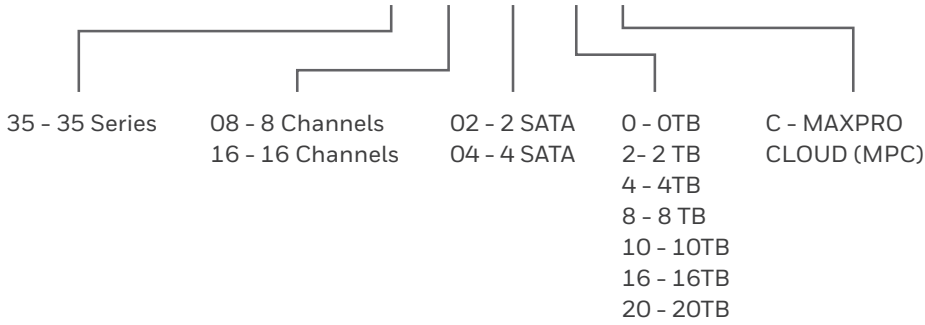 35 - 35 Series
08 - 8 Channels
16 - 16 Channels
02 - 2 SATA
04 - 4 SATA
0 - 0TB
2- 2 TB
4 - 4TB
8 - 8 TB
10 - 10TB
16 - 16TB
20 - 20TB
C - MAXPRO
CLOUD (MPC)